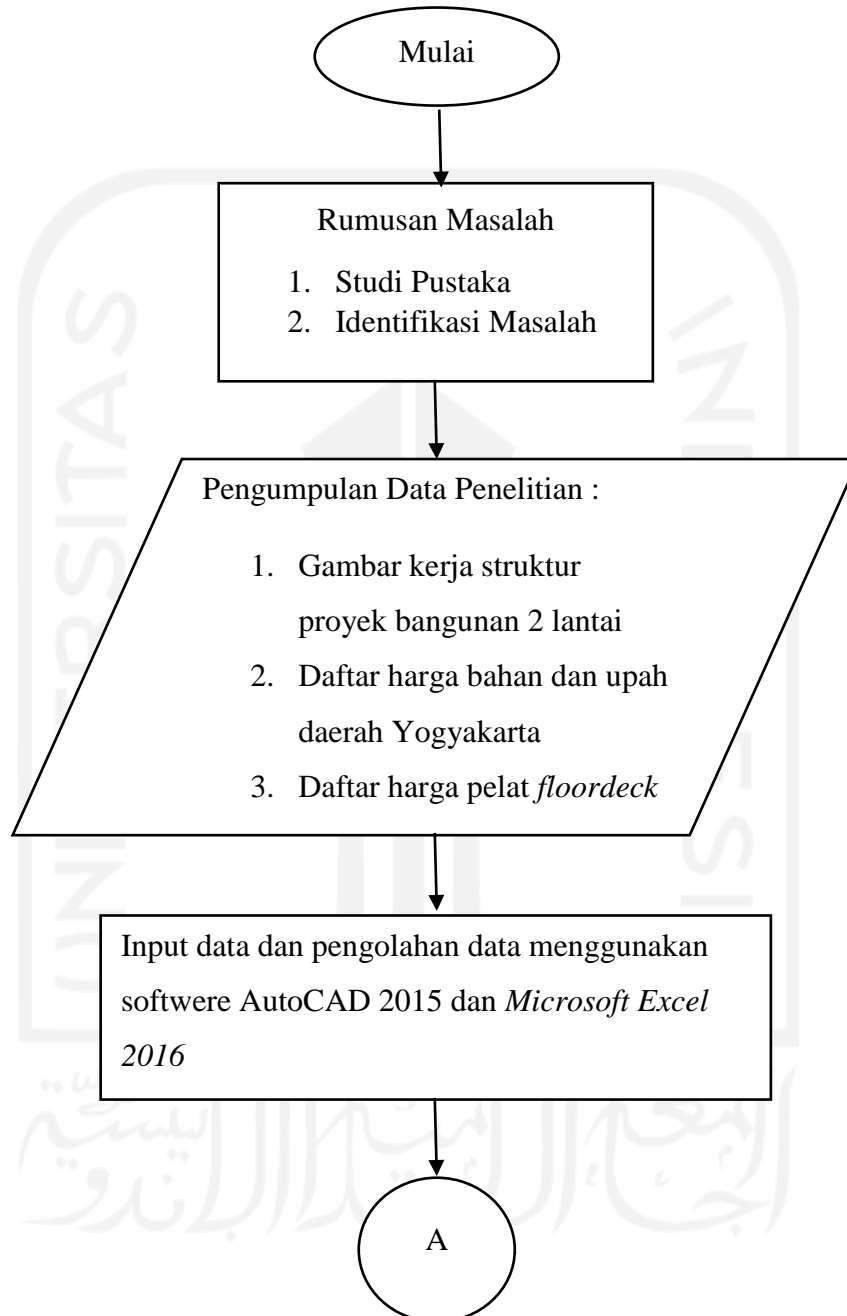 Mulai
Rumusan Masalah
1. Studi Pustaka
2. Identifikasi Masalah
Pengumpulan Data Penelitian :
1. Gambar kerja struktur
proyek bangunan 2 lantai
2. Daftar harga bahan dan upah
daerah Yogyakarta
3. Daftar harga pelat floordeck
Input data dan pengolahan data menggunakan
softwere AutoCAD 2015 dan Microsoft Excel
2016
A
UNIVERSITAS